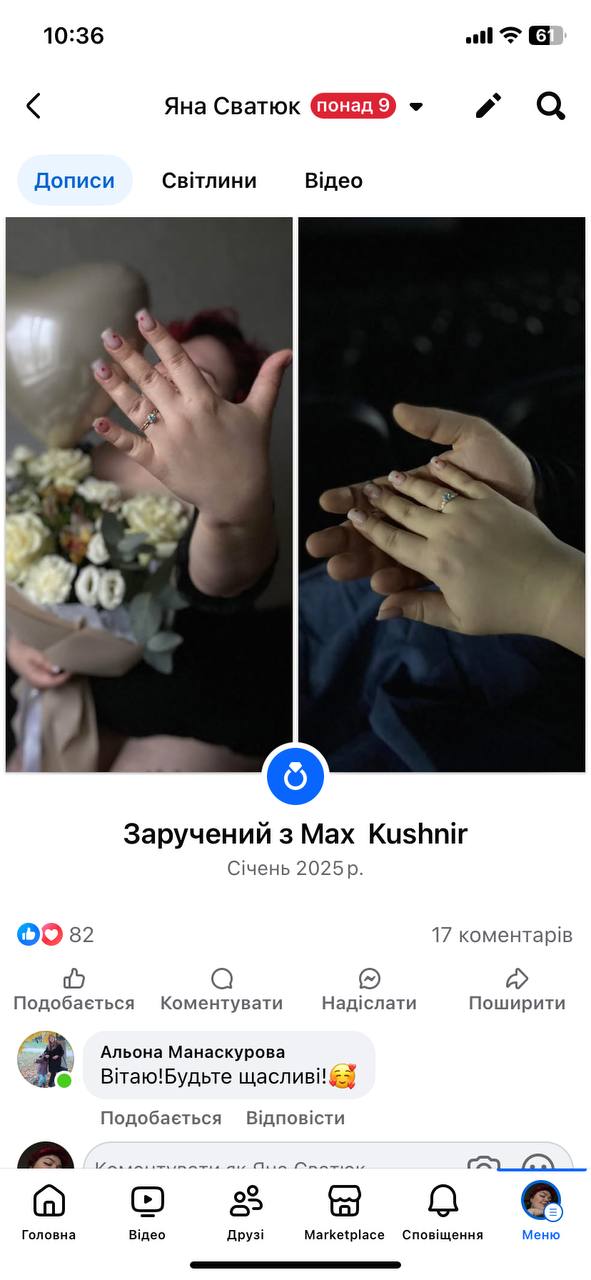 10:36
61
Яна Сватюк понад 9
Дописи Світлини Відео
Заручений з Max Kushnir
Січень 2025 р.
82 17 коментарів
Подобається Коментувати Надіслати Поширити
Альона Манаскурова
Вітаю!Будьте щасливі!🥰
Подобається Відповісти
Коментувати як Яна Сватюк
Головна Відео Друзі Marketplace Сповіщення Меню